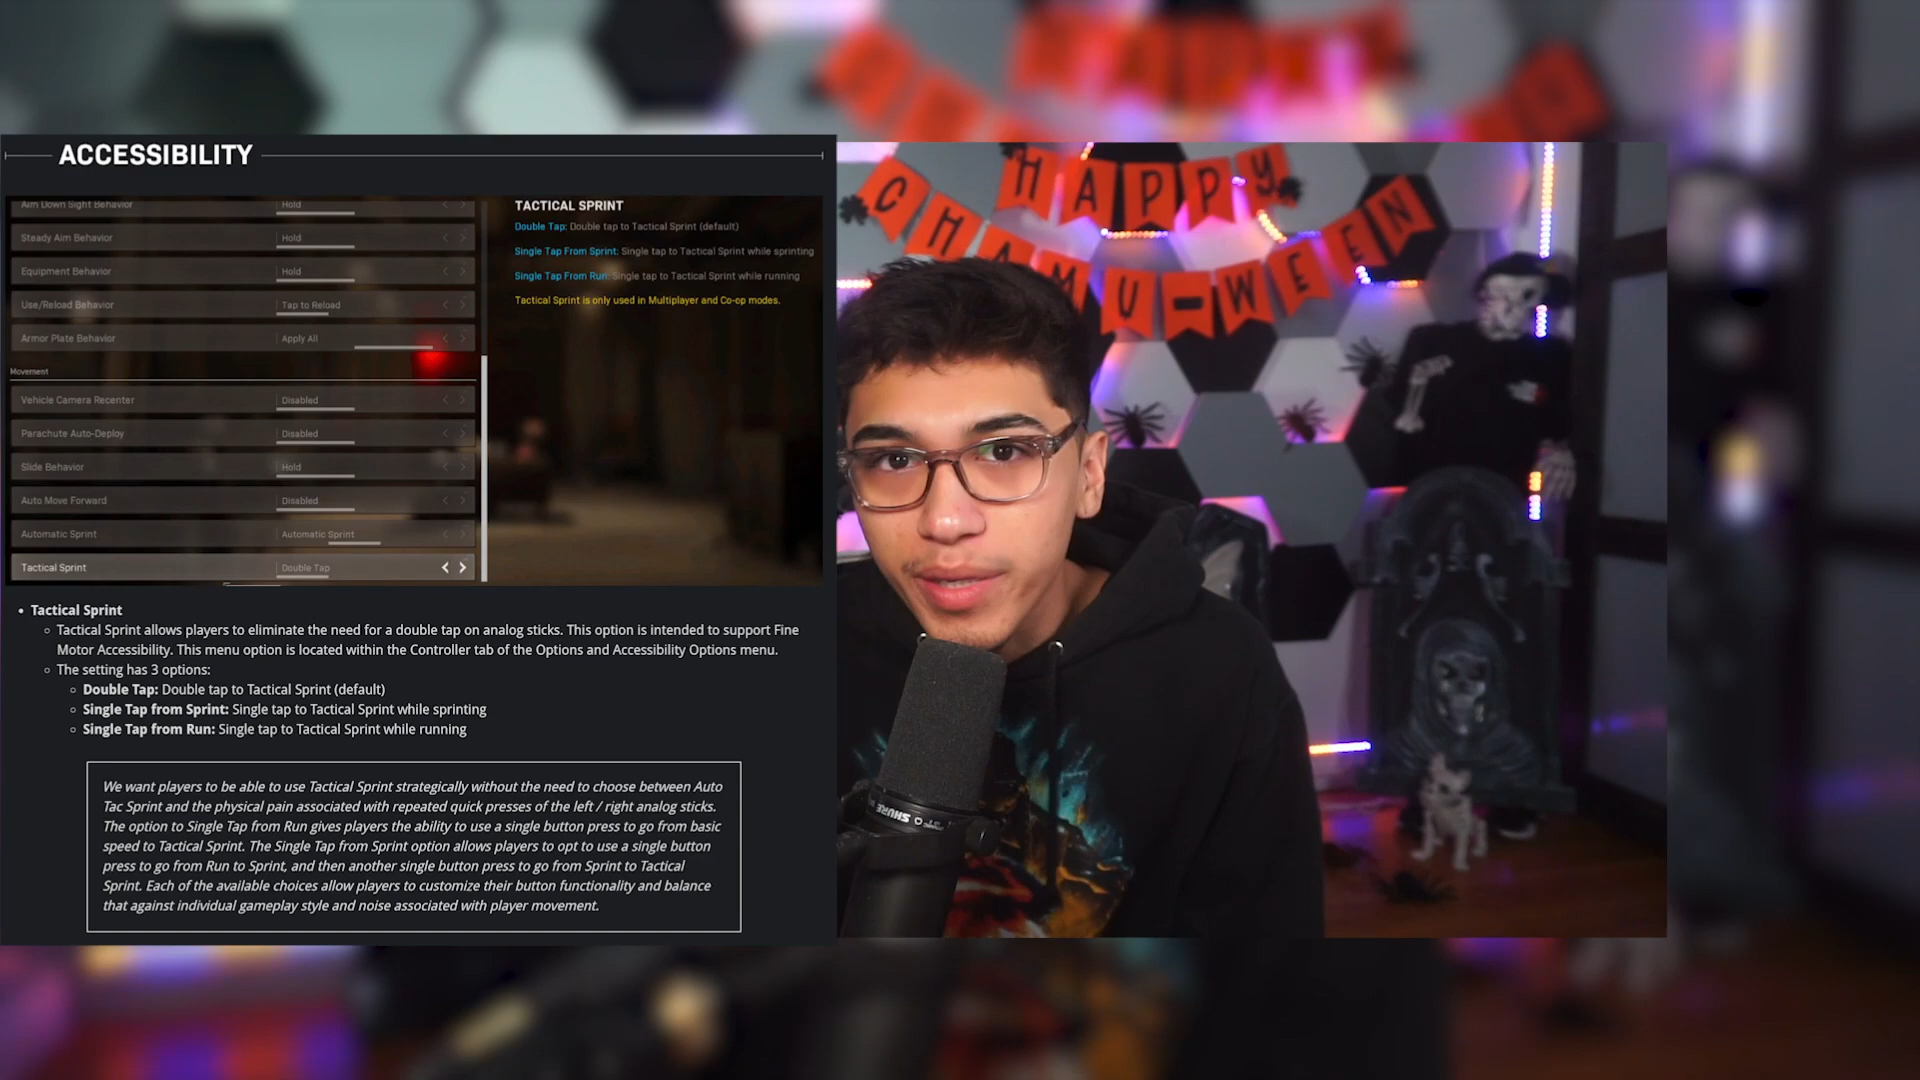 ACCESSIBILITY
Aim Down Sight Behavior Hold
Steady Aim Behavior Hold
Equipment Behavior Hold
Use/Reload Behavior Tap to Reload
Armor Plate Behavior Apply All
Movement
Vehicle Camera Recenter Disabled
Parachute Auto-Deploy Disabled
Slide Behavior Hold
Auto Move Forward Disabled
Automatic Sprint Automatic Sprint
Tactical Sprint Double Tap
TACTICAL SPRINT
Double Tap: Double tap to Tactical Sprint (default)
Single Tap From Sprint: Single tap to Tactical Sprint while sprinting
Single Tap From Run: Single tap to Tactical Sprint while running
Tactical Sprint is only used in Multiplayer and Co-op modes.
• Tactical Sprint
Tactical Sprint allows players to eliminate the need for a double tap on analog sticks. This option is intended to support Fine
Motor Accessibility. This menu option is located within the Controller tab of the Options and Accessibility Options menu.
The setting has 3 options:
Double Tap: Double tap to Tactical Sprint (default)
Single Tap from Sprint: Single tap to Tactical Sprint while sprinting
Single Tap from Run: Single tap to Tactical Sprint while running
We want players to be able to use Tactical Sprint strategically without the need to choose between Auto
Tac Sprint and the physical pain associated with repeated quick presses of the left / right analog sticks.
The option to Single Tap from Run gives players the ability to use a single button press to go from basic
speed to Tactical Sprint. The Single Tap from Sprint option allows players to opt to use a single button
press to go from Run to Sprint, and then another single button press to go from Sprint to Tactical
Sprint. Each of the available choices allow players to customize their button functionality and balance
that against individual gameplay style and noise associated with player movement.
HAPPY
CHAMU-WEEN
SHURE